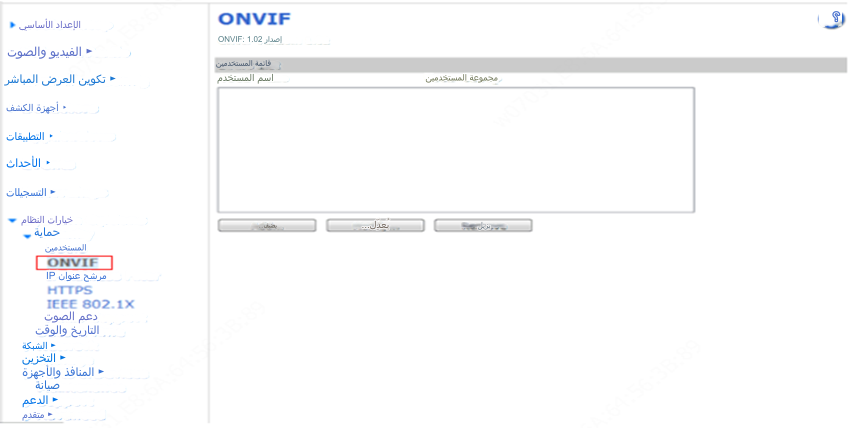 الإعداد الأساسي
الفيديو والصوت
تكوين العرض المباشر
أجهزة الكشف
التطبيقات
الأحداث
التسجيلات
خيارات النظام
حماية
المستخدمين
ONVIF
مرشح عنوان IP
HTTPS
IEEE 802.1X
دعم الصوت
التاريخ والوقت
الشبكة
التخزين
المنافذ والأجهزة
صيانة
الدعم
متقدم
ONVIF
إصدار ONVIF: 1.02
قائمة المستخدمين
اسم المستخدم مجموعة المستخدمين
يعدل...